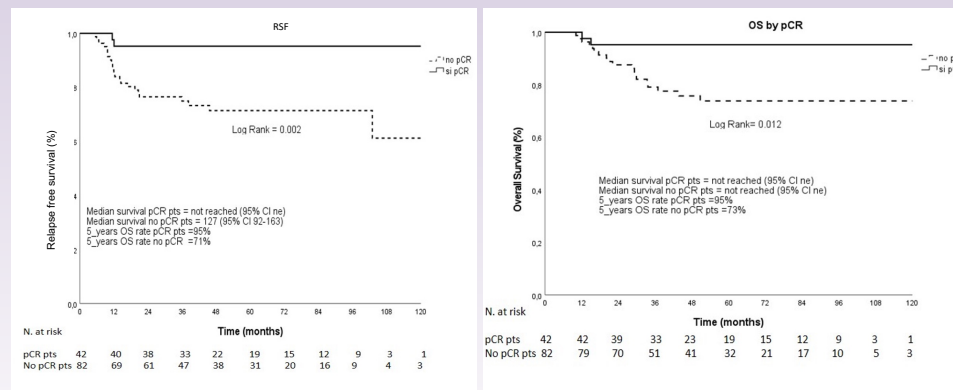 RSF
Relapse free survival (%)
1,0
8
6
4
2
0,0
no pCR
si pCR
Log Rank = 0.002
Median survival pCR pts = not reached (95% CI ne)
Median survival no pCR pts = 127 (95% CI 92-163)
5_years OS rate pCR pts =95%
5_years OS rate no pCR =71%
0 12 24 36 48 60 72 84 96 108 120
Time (months)
N. at risk
pCR pts 42 40 38 33 22 19 15 12 9 3 1
No pCR pts 82 69 61 47 38 31 20 16 9 4 3
OS by pCR
Overall Survival (%)
1,0
0,8
0,6
0,4
0,2
0,0
no p
si p
Log Rank= 0.012
Median survival pCR pts = not reached (95% CI ne)
Median survival no pCR pts = not reached (95% CI ne)
5_years OS rate pCR pts =95%
5_years OS rate no pCR pts =73%
0 12 24 36 48 60 72 84 96 108 120
Time (months)
N. at risk
pCR pts 42 42 39 33 23 19 15 12 9 3 1
No pCR pts 82 79 70 51 41 32 21 17 10 5 3